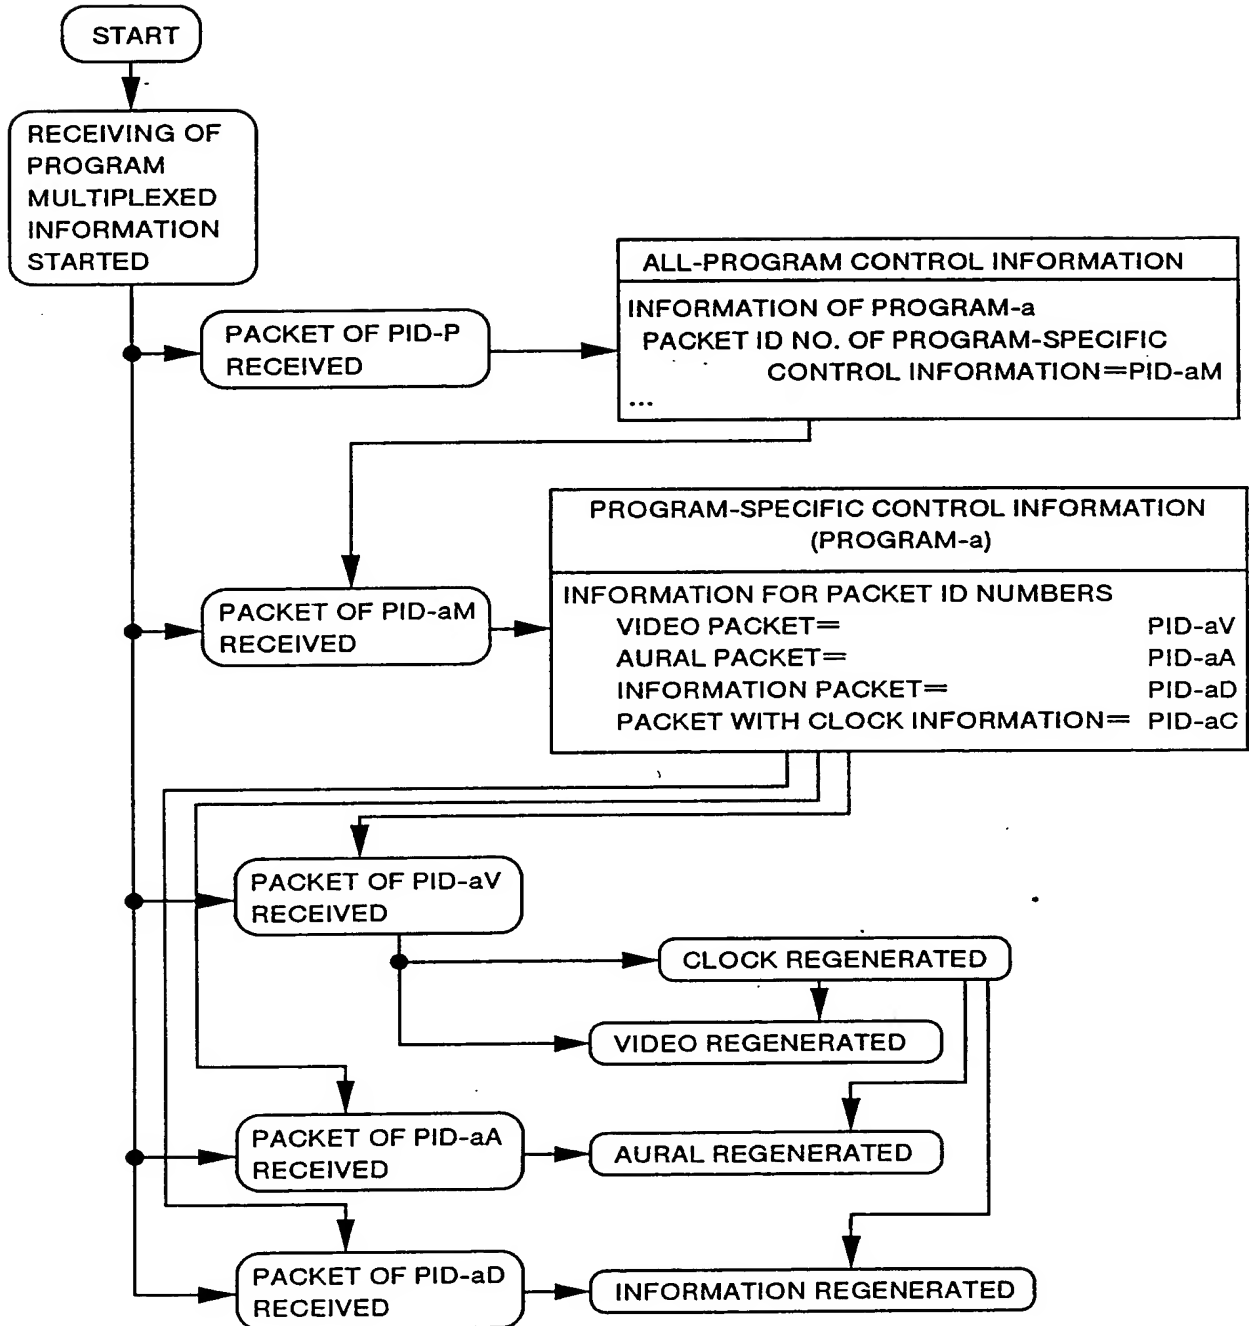 START
RECEIVING OF
PROGRAM
MULTIPLEXED
INFORMATION
STARTED
PACKET OF PID-P
RECEIVED
ALL-PROGRAM CONTROL INFORMATION
INFORMATION OF PROGRAM-a
PACKET ID NO. OF PROGRAM-SPECIFIC
CONTROL INFORMATION=PID-aM
...
PACKET OF PID-aM
RECEIVED
PROGRAM-SPECIFIC CONTROL INFORMATION
(PROGRAM-a)
INFORMATION FOR PACKET ID NUMBERS
VIDEO PACKET= PID-aV
AURAL PACKET= PID-aA
INFORMATION PACKET= PID-aD
PACKET WITH CLOCK INFORMATION= PID-aC
PACKET OF PID-aV
RECEIVED
CLOCK REGENERATED
VIDEO REGENERATED
PACKET OF PID-aA
RECEIVED
AURAL REGENERATED
PACKET OF PID-aD
RECEIVED
INFORMATION REGENERATED